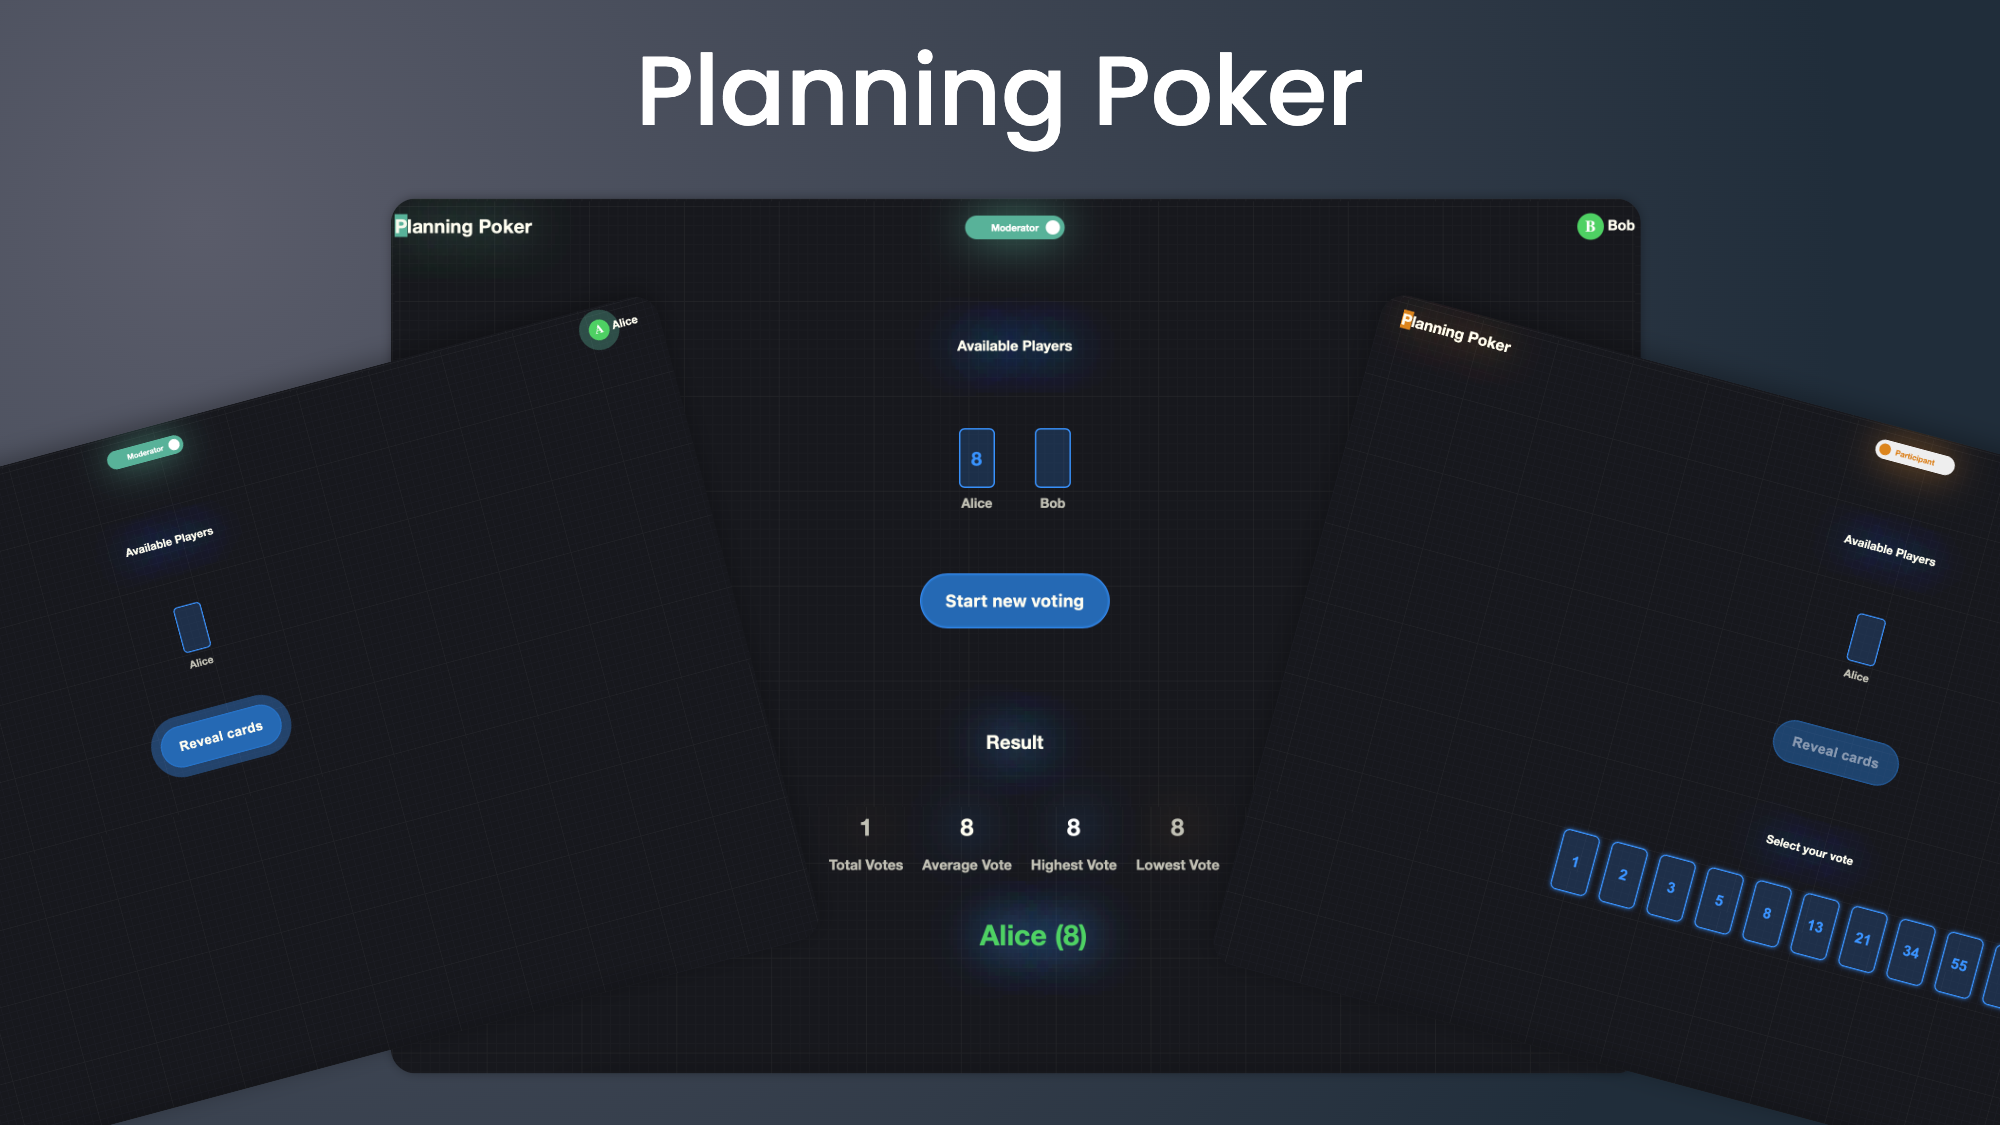 Planning Poker
Planning Poker
Moderator
B Bob
Available Players
8
Alice Bob
Start new voting
Result
1 8 8 8
Total Votes Average Vote Highest Vote Lowest Vote
Alice (8)
A Alice
Moderator
Available Players
Alice
Reveal cards
Planning Poker
Participant
Available Players
Alice
Reveal cards
Select your vote
1 2 3 5 8 13 21 34 55